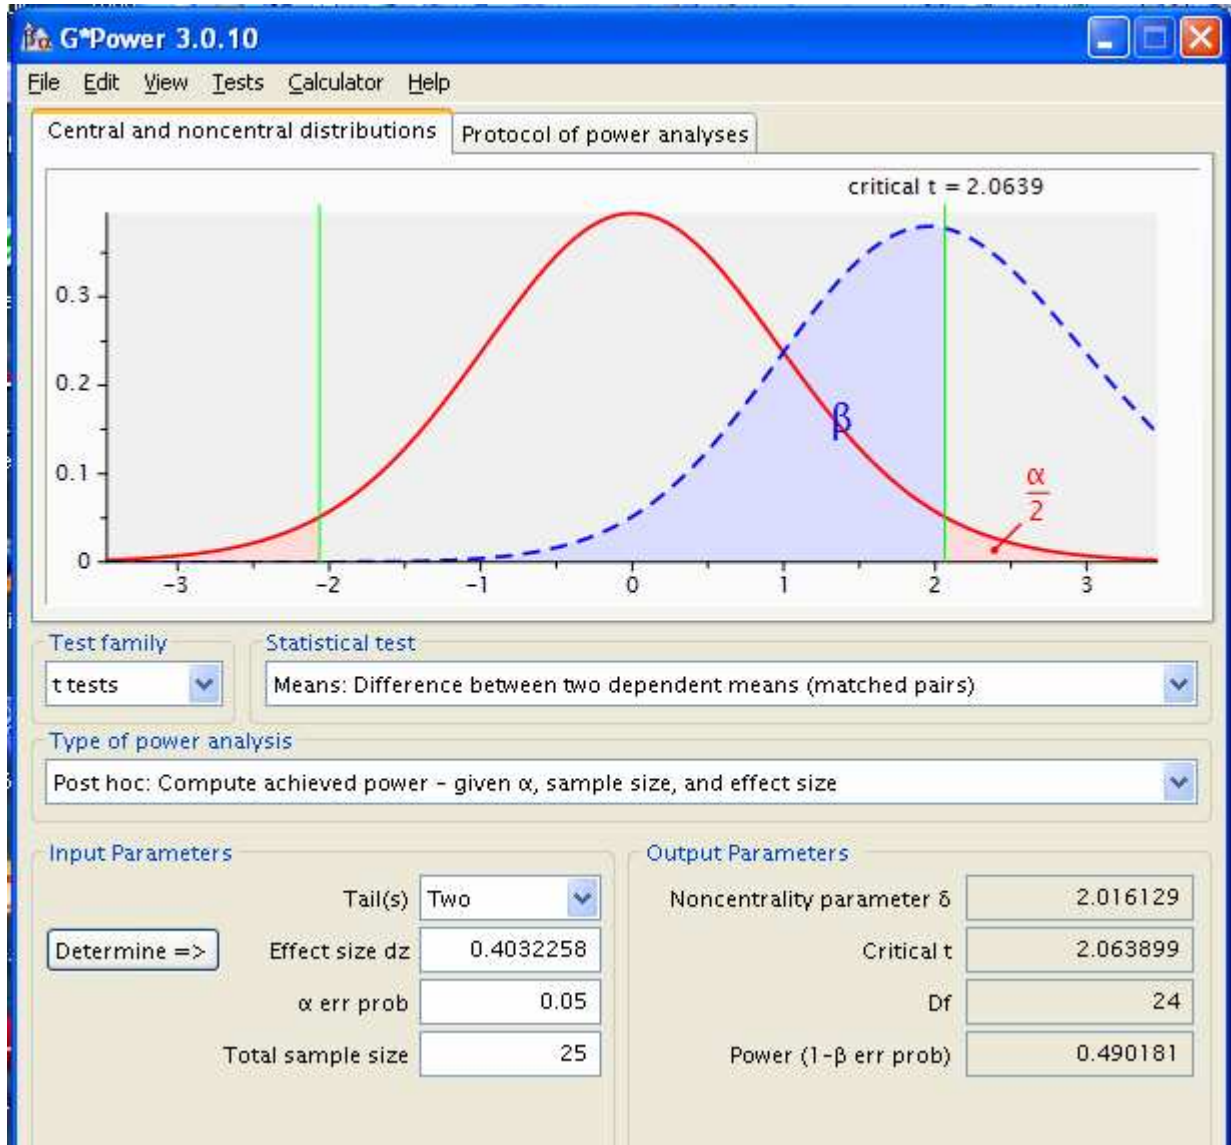 G*Power 3.0.10
File Edit View Tests Calculator Help
Central and noncentral distributions Protocol of power analyses
critical t = 2.0639
0.3
0.2
0.1
0
β
α
2
-3 -2 -1 0 1 2 3
Test family
t tests
Statistical test
Means: Difference between two dependent means (matched pairs)
Type of power analysis
Post hoc: Compute achieved power - given α, sample size, and effect size
Input Parameters
Tail(s) Two
Determine => Effect size dz 0.4032258
α err prob 0.05
Total sample size 25
Output Parameters
Noncentrality parameter δ 2.016129
Critical t 2.063899
Df 24
Power (1-β err prob) 0.490181